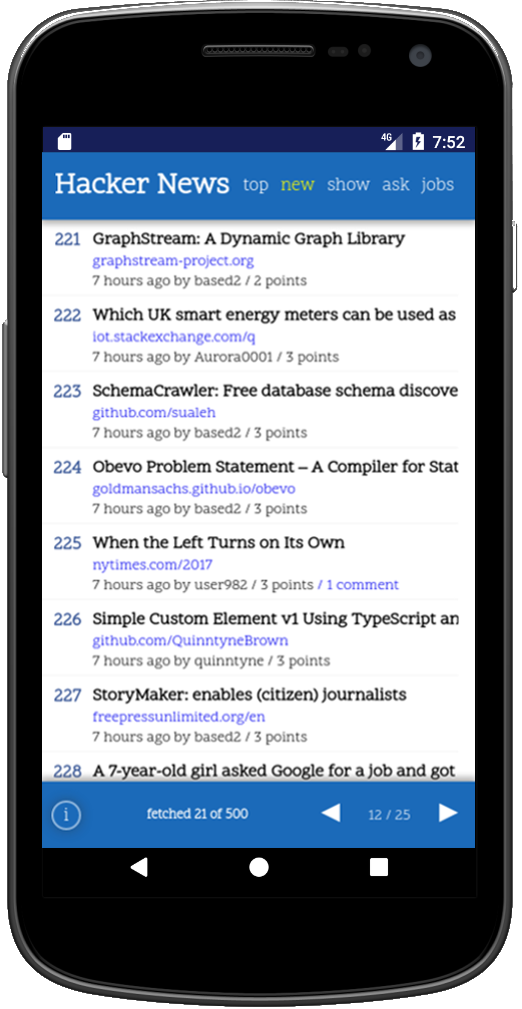 4G 7:52
Hacker News top new show ask jobs
221 GraphStream: A Dynamic Graph Library
graphstream-project.org
7 hours ago by based2 / 2 points
222 Which UK smart energy meters can be used as
iot.stackexchange.com/q
7 hours ago by Aurora0001 / 3 points
223 SchemaCrawler: Free database schema discove
github.com/sualeh
7 hours ago by based2 / 3 points
224 Obevo Problem Statement – A Compiler for Stat
goldmansachs.github.io/obevo
7 hours ago by based2 / 3 points
225 When the Left Turns on Its Own
nytimes.com/2017
7 hours ago by user982 / 3 points / 1 comment
226 Simple Custom Element v1 Using TypeScript an
github.com/QuinntyneBrown
7 hours ago by quinntyne / 3 points
227 StoryMaker: enables (citizen) journalists
freepressunlimited.org/en
7 hours ago by based2 / 3 points
228 A 7-year-old girl asked Google for a job and got
i fetched 21 of 500 12 / 25